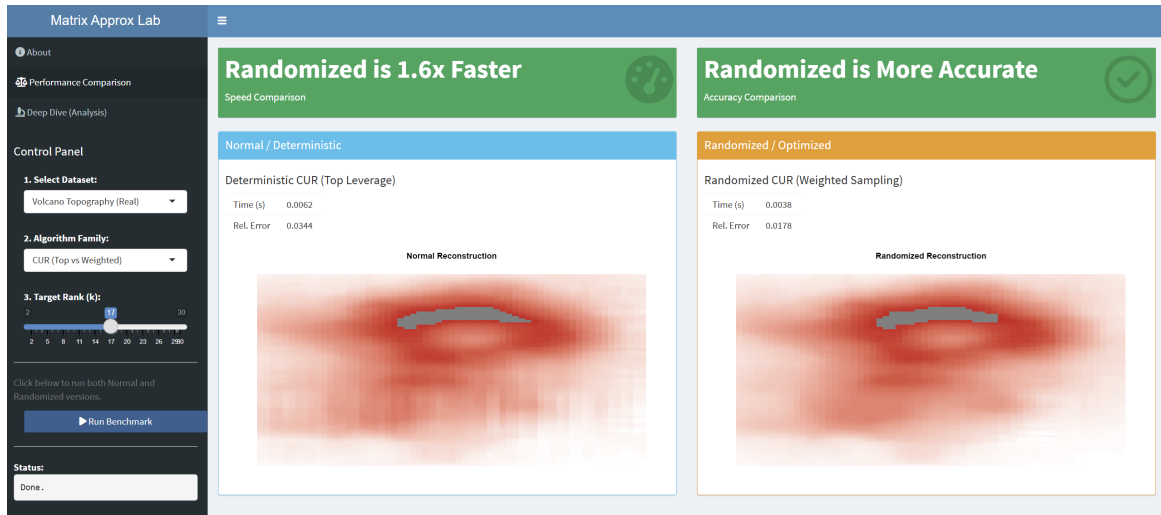 Matrix Approx Lab
About
Performance Comparison
Deep Dive (Analysis)
Control Panel
1. Select Dataset:
Volcano Topography (Real)
2. Algorithm Family:
CUR (Top vs Weighted)
3. Target Rank (k):
2 17 30
2 5 8 11 14 17 20 23 26 2930
Click below to run both Normal and
Randomized versions.
Run Benchmark
Status:
Done.
Randomized is 1.6x Faster
Speed Comparison
Randomized is More Accurate
Accuracy Comparison
Normal / Deterministic
Deterministic CUR (Top Leverage)
Time (s) 0.0062
Rel. Error 0.0344
Normal Reconstruction
Randomized / Optimized
Randomized CUR (Weighted Sampling)
Time (s) 0.0038
Rel. Error 0.0178
Randomized Reconstruction